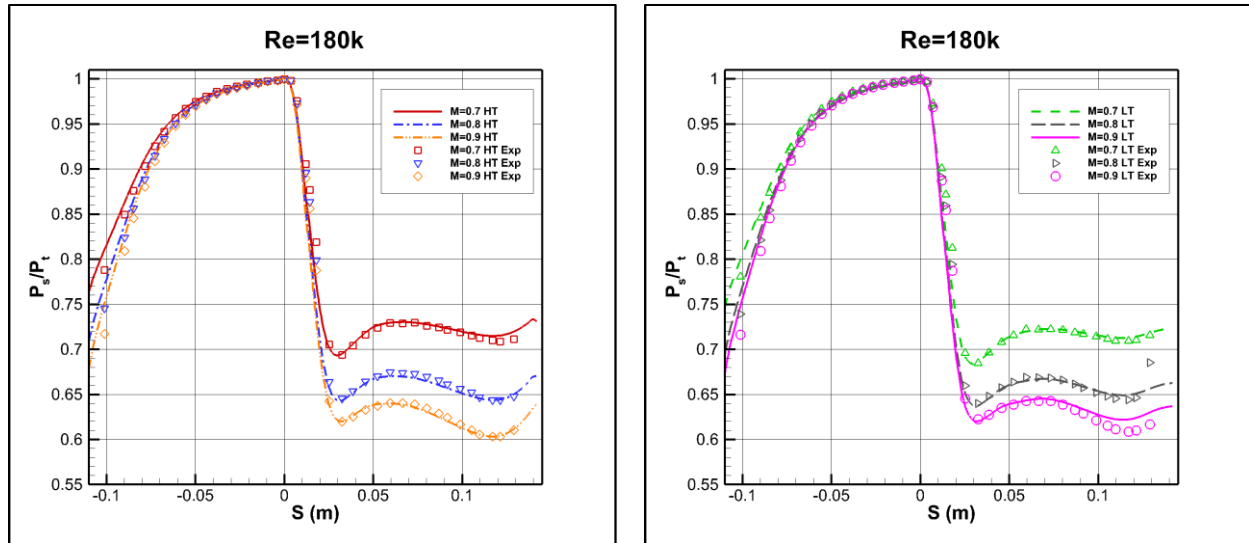 Re=180k
1
0.95
0.9
0.85
0.8
0.75
0.7
0.65
0.6
0.55
Ps/Pt
-0.1
-0.05
0
0.05
0.1
S (m)
M=0.7 HT
M=0.8 HT
M=0.9 HT
M=0.7 HT Exp
M=0.8 HT Exp
M=0.9 HT Exp
Re=180k
1
0.95
0.9
0.85
0.8
0.75
0.7
0.65
0.6
0.55
Ps/Pt
-0.1
-0.05
0
0.05
0.1
S (m)
M=0.7 LT
M=0.8 LT
M=0.9 LT
M=0.7 LT Exp
M=0.8 LT Exp
M=0.9 LT Exp